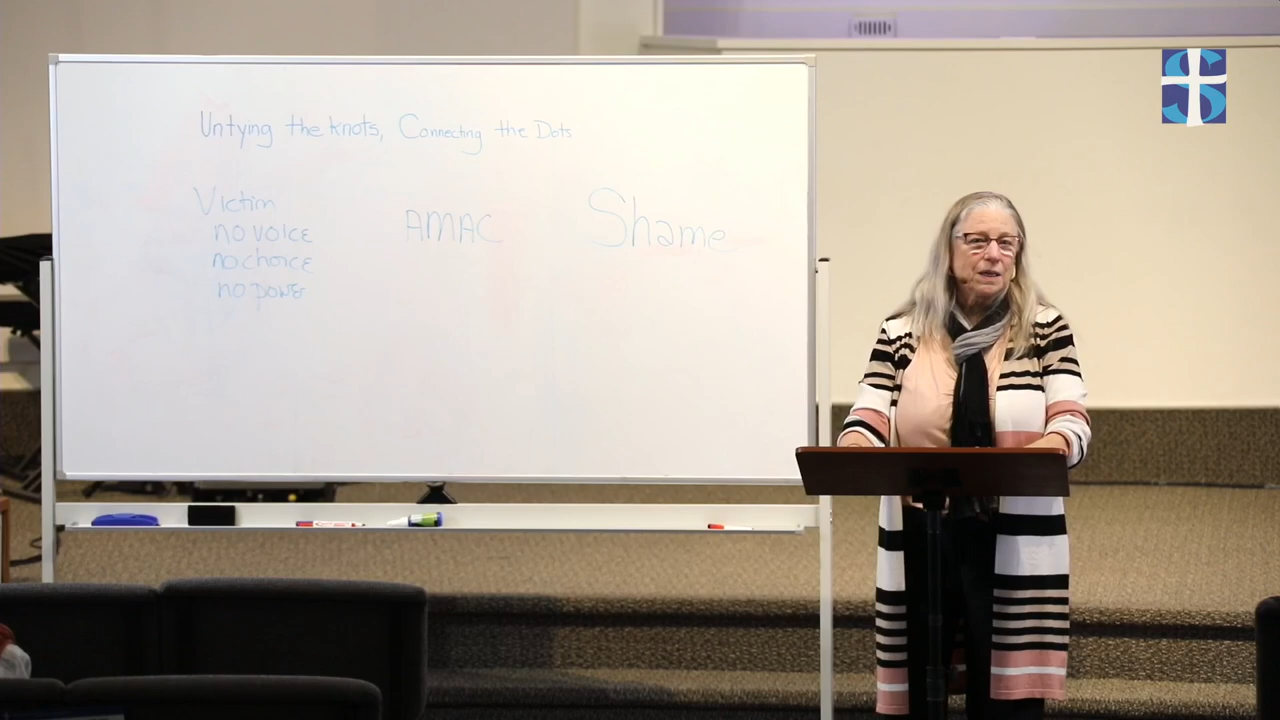 Untying the knots, Connecting the Dots
Victim
no voice
no choice
no power
AMAC
Shame